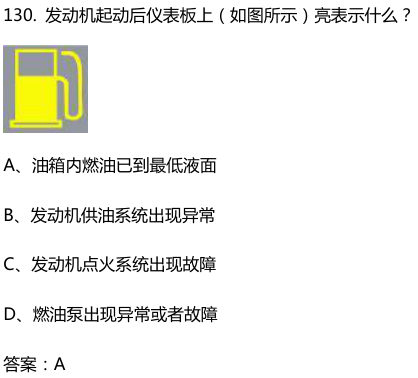 130. 发动机起动后仪表板上（如图所示）亮表示什么？
A、油箱内燃油已到最低液面
B、发动机供油系统出现异常
C、发动机点火系统出现故障
D、燃油泵出现异常或者故障
答案：A